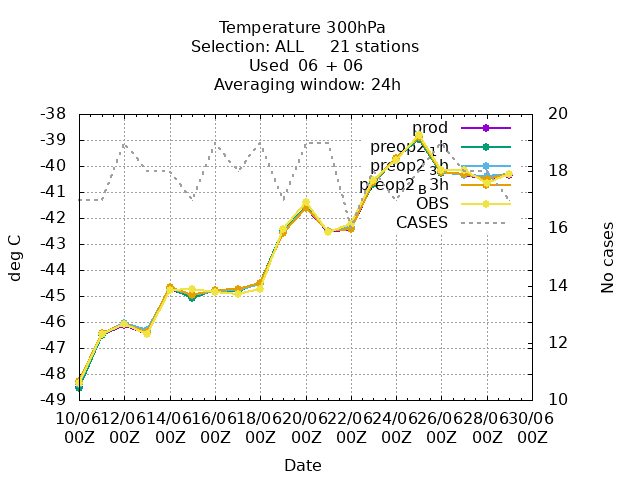 Temperature 300hPa
Selection: ALL 21 stations
Used 06 + 06
Averaging window: 24h
-38
-39
-40
-41
-42
-43
-44
-45
-46
-47
-48
-49
20
18
16
14
12
10
prod
preop2_1h
preop2_3h
preop2_B3h
OBS
CASES
deg C
No cases
10/06 12/06 14/06 16/06 18/06 20/06 22/06 24/06 26/06 28/06 30/06
00Z 00Z 00Z 00Z 00Z 00Z 00Z 00Z 00Z 00Z 00Z
Date